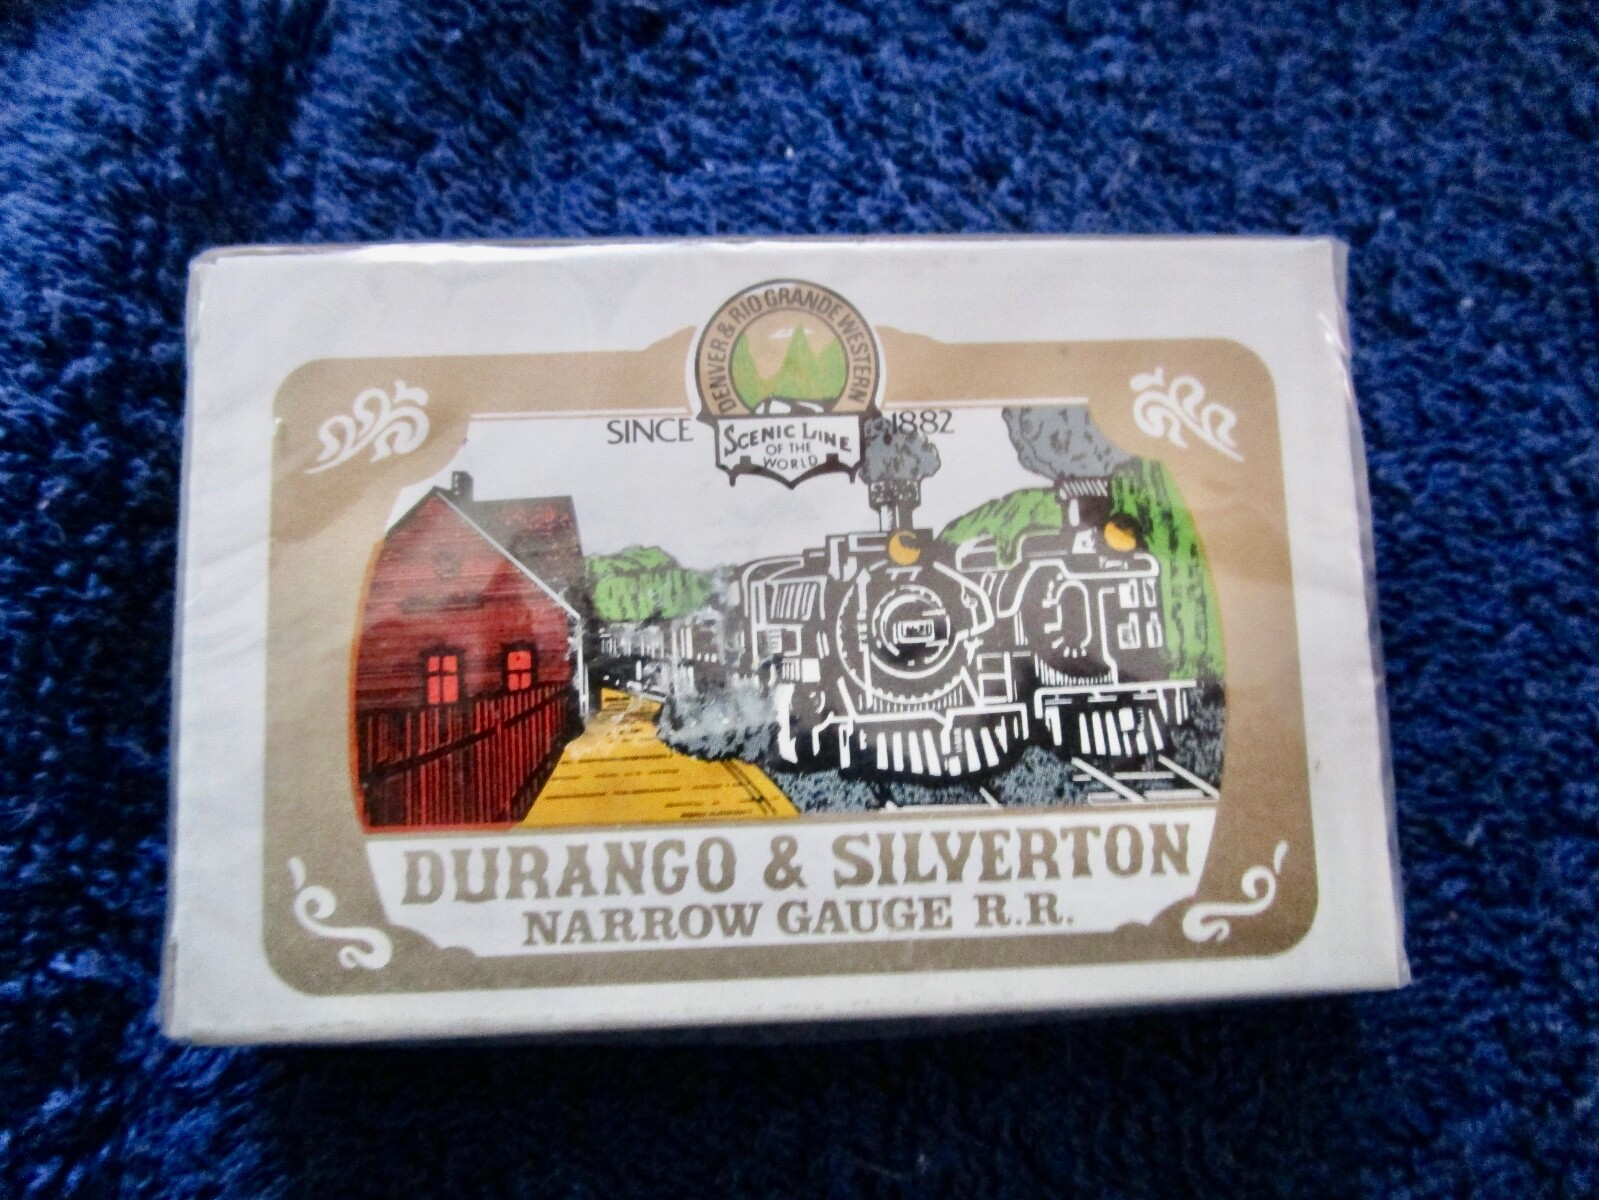 DENVER & RIO GRANDE WESTERN
SINCE 1882
SCENIC LINE
OF THE
WORLD
DURANGO & SILVERTON
NARROW GAUGE R.R.